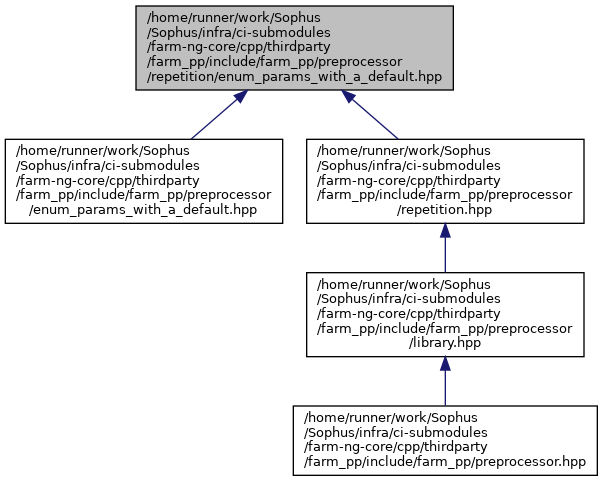 /home/runner/work/Sophus
/Sophus/infra/ci-submodules
/farm-ng-core/cpp/thirdparty
/farm_pp/include/farm_pp/preprocessor
/repetition/enum_params_with_a_default.hpp
/home/runner/work/Sophus
/Sophus/infra/ci-submodules
/farm-ng-core/cpp/thirdparty
/farm_pp/include/farm_pp/preprocessor
/enum_params_with_a_default.hpp
/home/runner/work/Sophus
/Sophus/infra/ci-submodules
/farm-ng-core/cpp/thirdparty
/farm_pp/include/farm_pp/preprocessor
/repetition.hpp
/home/runner/work/Sophus
/Sophus/infra/ci-submodules
/farm-ng-core/cpp/thirdparty
/farm_pp/include/farm_pp/preprocessor
/library.hpp
/home/runner/work/Sophus
/Sophus/infra/ci-submodules
/farm-ng-core/cpp/thirdparty
/farm_pp/include/farm_pp/preprocessor.hpp